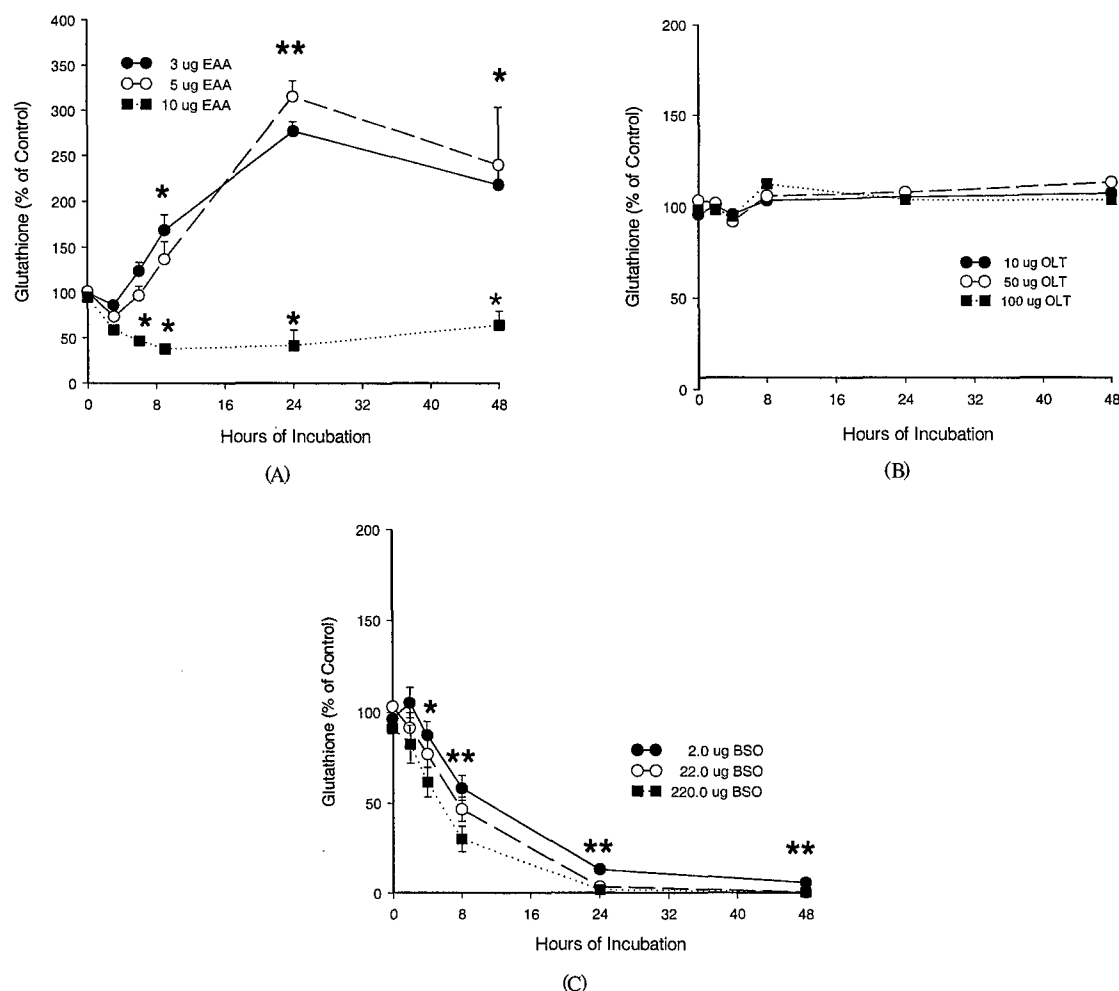 400
350
300
250
200
150
100
50
0
Glutathione (% of Control)
3 ug EAA
5 ug EAA
10 ug EAA
**
*
*
*
*
*
*
0 8 16 24 32 40 48
Hours of Incubation
(A)
200
150
100
50
0
Glutathione (% of Control)
10 ug OLT
50 ug OLT
100 ug OLT
0 8 16 24 32 40 48
Hours of Incubation
(B)
200
150
100
50
0
Glutathione (% of Control)
*
**
2.0 ug BSO
22.0 ug BSO
220.0 ug BSO
**
**
0 8 16 24 32 40 48
Hours of Incubation
(C)